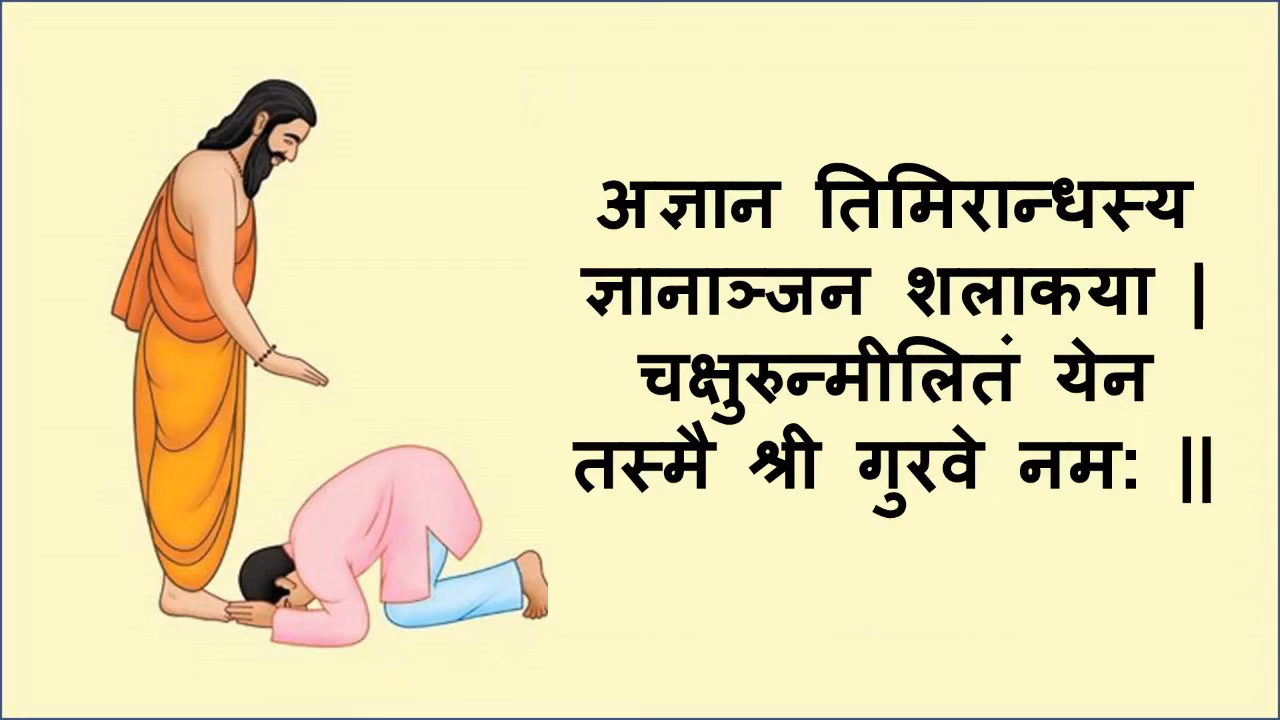 अज्ञान तिमिरान्धस्य
ज्ञानाञ्जन शलाकया |
चक्षुरुन्मीलितं येन
तस्मै श्री गुरवे नम: ||